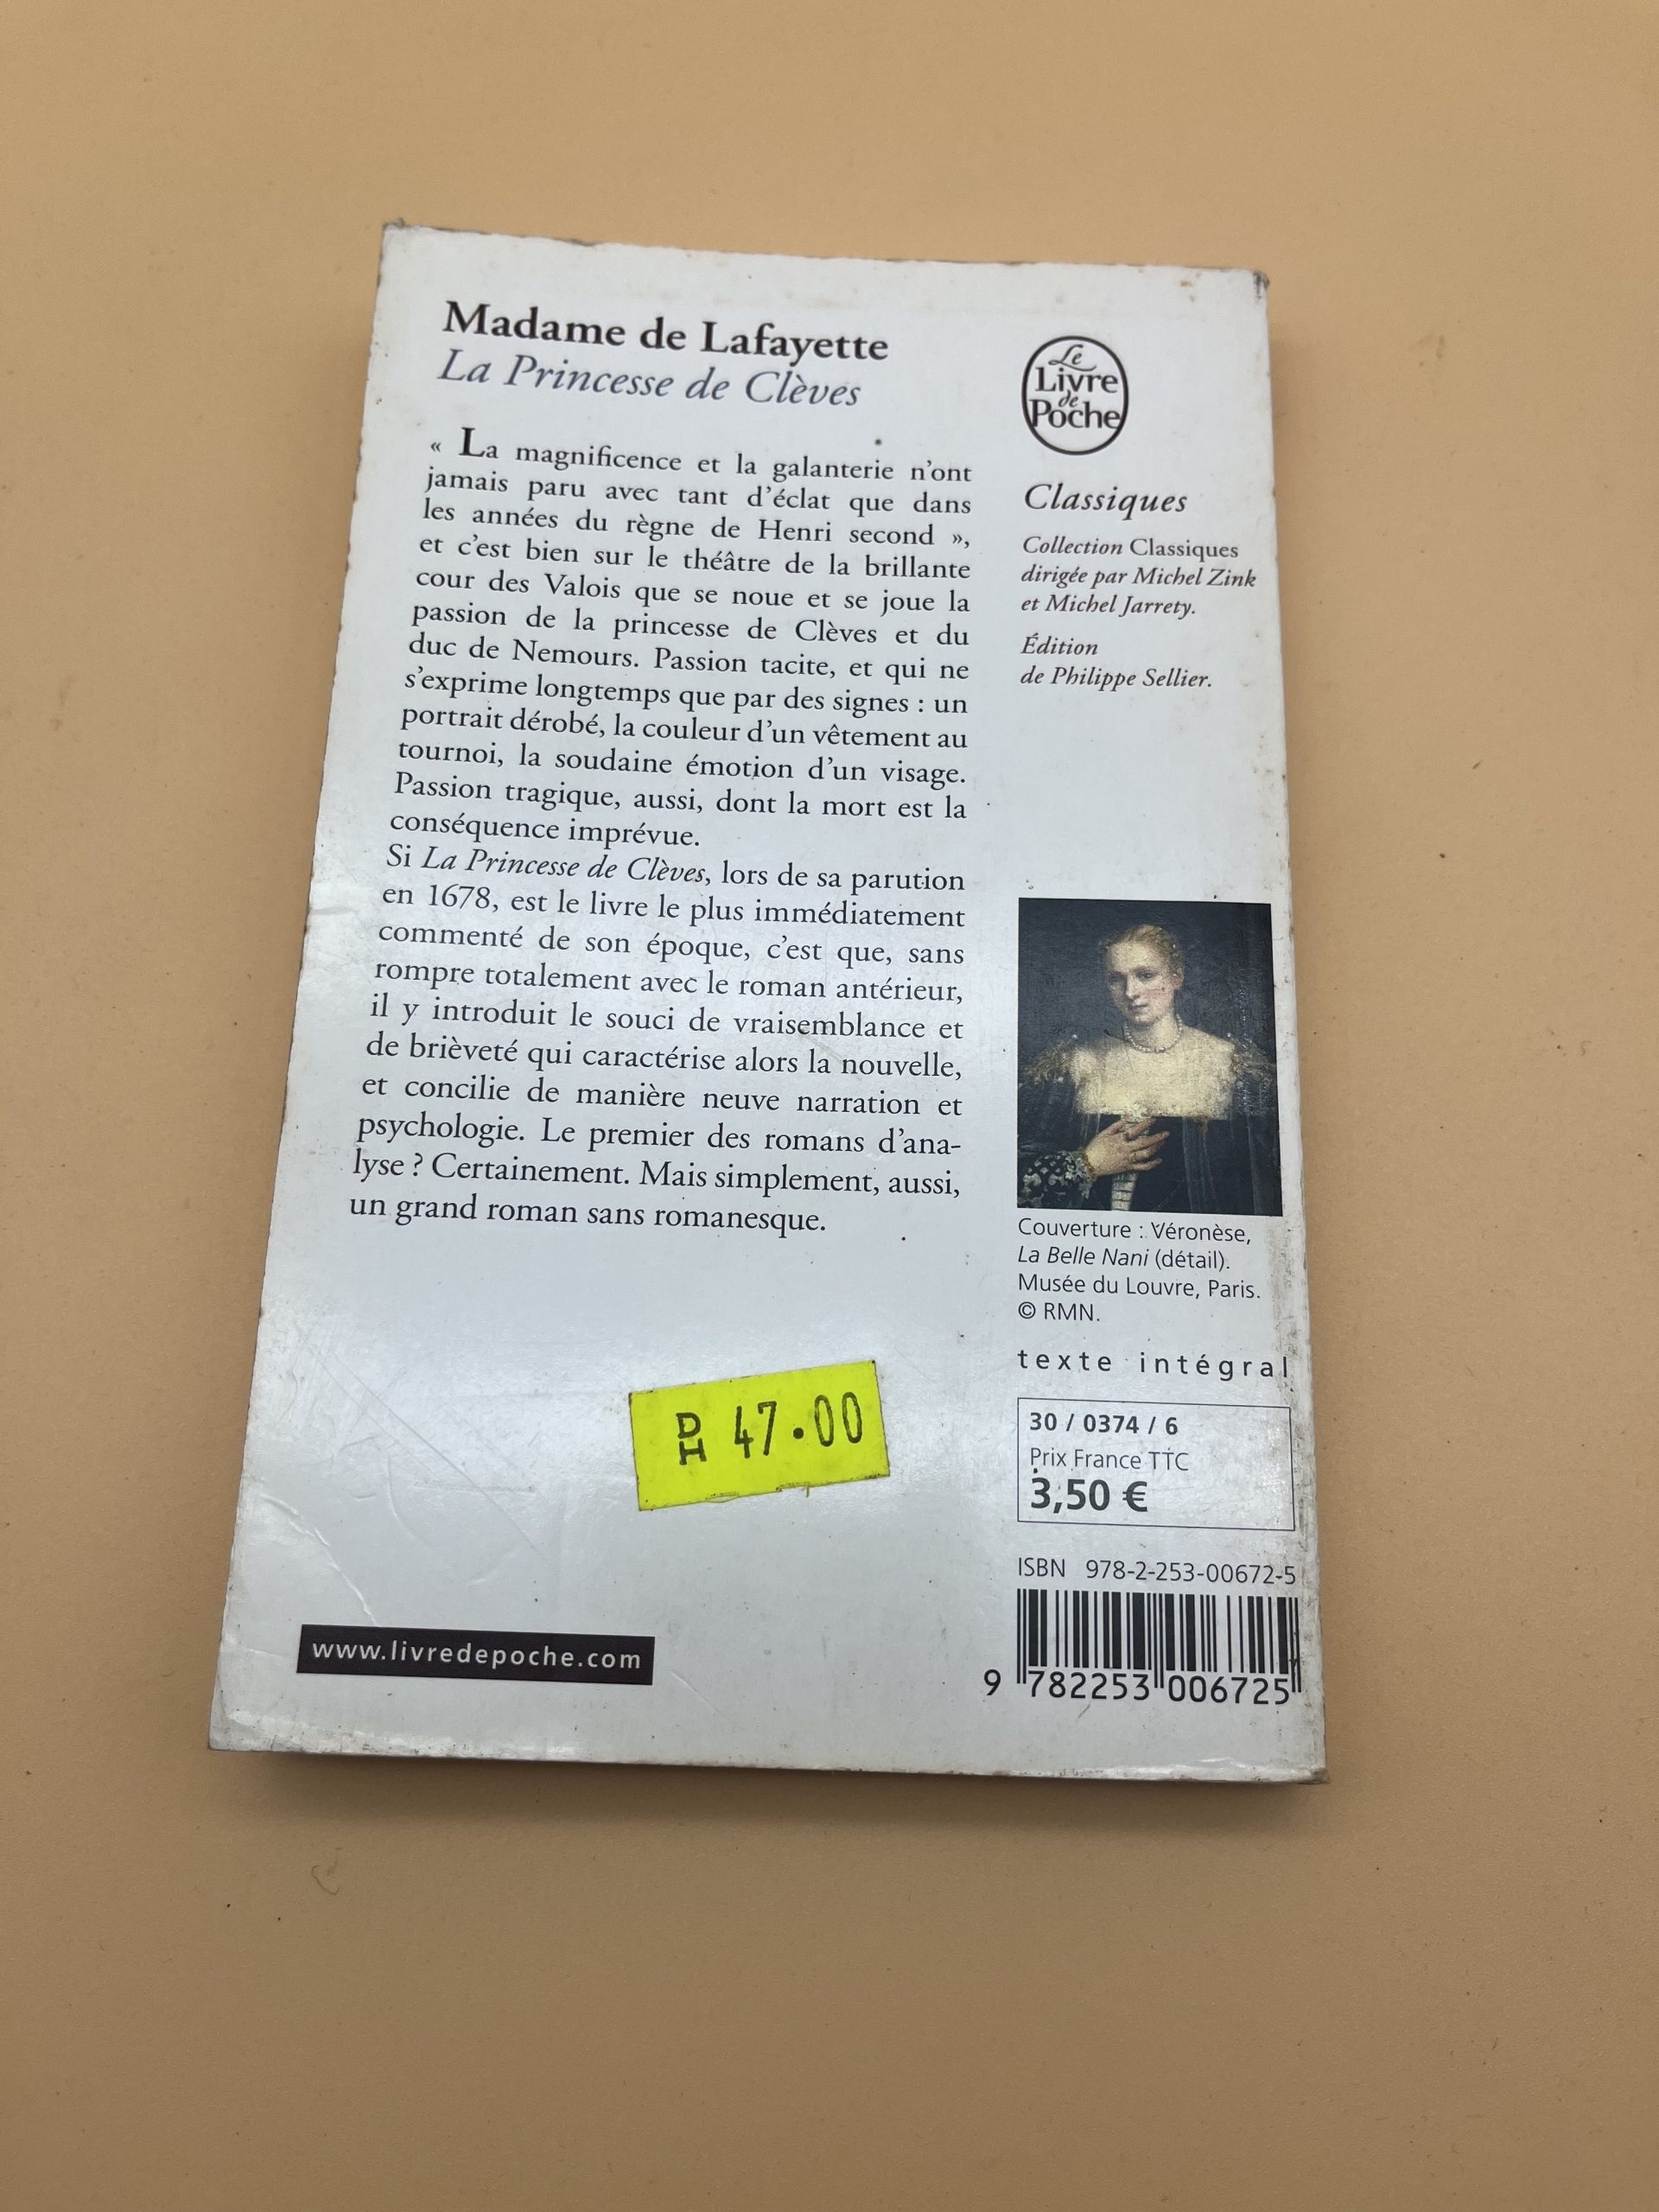 Madame de Lafayette
La Princesse de Clèves
« La magnificence et la galanterie n'ont
jamais paru avec tant d'éclat que dans
les années du règne de Henri second »,
et c'est bien sur le théâtre de la brillante
cour des Valois que se noue et se joue la
passion de la princesse de Clèves et du
duc de Nemours. Passion tacite, et qui ne
s'exprime longtemps que par des signes : un
portrait dérobé, la couleur d'un vêtement au
tournoi, la soudaine émotion d'un visage.
Passion tragique, aussi, dont la mort est la
conséquence imprévue.
Si La Princesse de Clèves, lors de sa parution
en 1678, est le livre le plus immédiatement
commenté de son époque, c'est que, sans
rompre totalement avec le roman antérieur,
il y introduit le souci de vraisemblance et
de brièveté qui caractérise alors la nouvelle,
et concilie de manière neuve narration et
psychologie. Le premier des romans d'ana-
lyse ? Certainement. Mais simplement, aussi,
un grand roman sans romanesque.
DH 47.00
www.livredepoche.com
Le
Livre
de
Poche
Classiques
Collection Classiques
dirigée par Michel Zink
et Michel Jarrety.
Édition
de Philippe Sellier.
Couverture : Véronèse,
La Belle Nani (détail).
Musée du Louvre, Paris.
© RMN.
texte intégral
30 / 0374 / 6
Prix France TTC
3,50 €
ISBN 978-2-253-00672-5
9 782253 006725